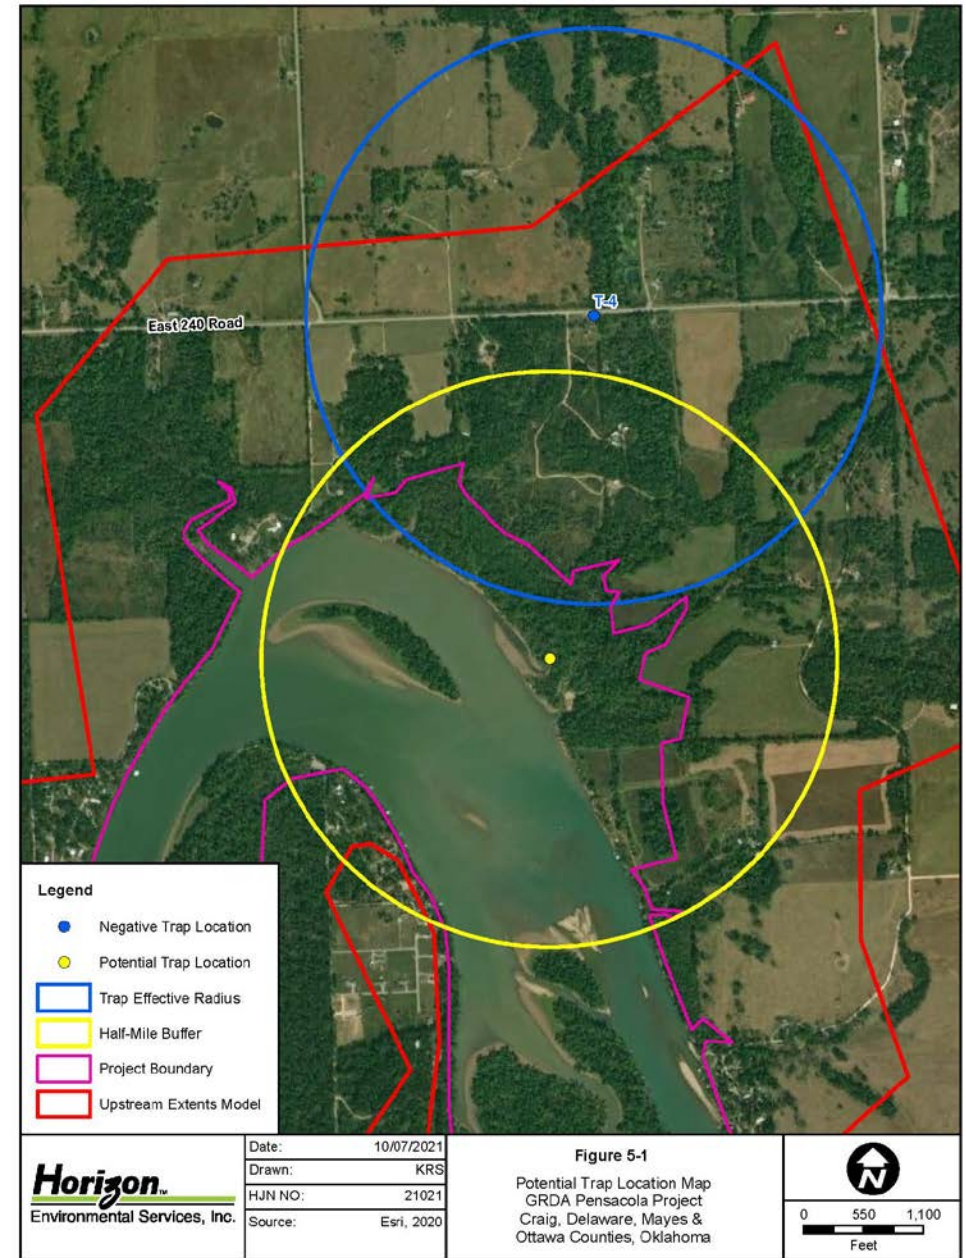 T-4
East 240 Road
Legend
Negative Trap Location
Potential Trap Location
Trap Effective Radius
Half-Mile Buffer
Project Boundary
Upstream Extents Model
Horizon TM
Environmental Services, Inc.
Date: 10/07/2021
Drawn: KRS
HJN NO: 21021
Source: Esri, 2020
Figure 5-1
Potential Trap Location Map
GRDA Pensacola Project
Craig, Delaware, Mayes &
Ottawa Counties, Oklahoma
N
0 550 1,100
Feet